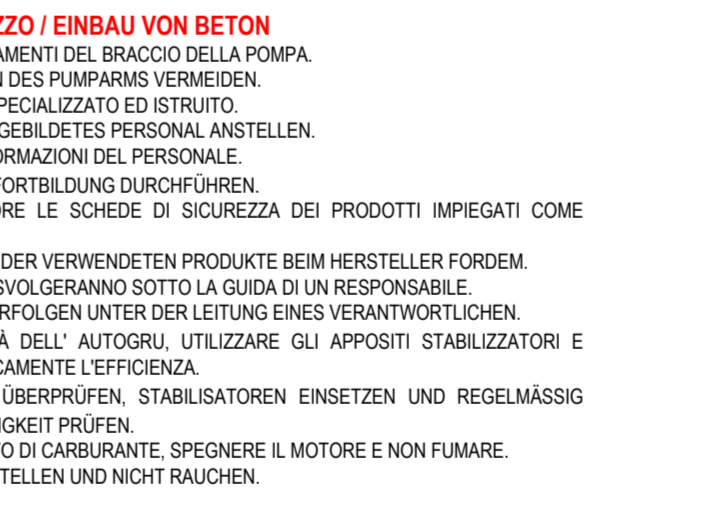 ZZO / EINBAU VON BETON
AMENTI DEL BRACCIO DELLA POMPA.
N DES PUMPARMS VERMEIDEN.
PECIALIZZATO ED ISTRUITO.
GEBILDETES PERSONAL ANSTELLEN.
ORMAZIONI DEL PERSONALE.
FORTBILDUNG DURCHFÜHREN.
ORE LE SCHEDE DI SICUREZZA DEI PRODOTTI IMPIEGATI COME
DER VERWENDETEN PRODUKTE BEIM HERSTELLER FORDEM.
SVOLGERANNO SOTTO LA GUIDA DI UN RESPONSABILE.
RFOLGEN UNTER DER LEITUNG EINES VERANTWORTLICHEN.
À DELL' AUTOGRU, UTILIZZARE GLI APPOSITI STABILIZZATORI E
CAMENTE L'EFFICIENZA.
ÜBERPRÜFEN, STABILISATOREN EINSETZEN UND REGELMÄSSIG
IGKEIT PRÜFEN.
TO DI CARBURANTE, SPEGNERE IL MOTORE E NON FUMARE.
TELLEN UND NICHT RAUCHEN.